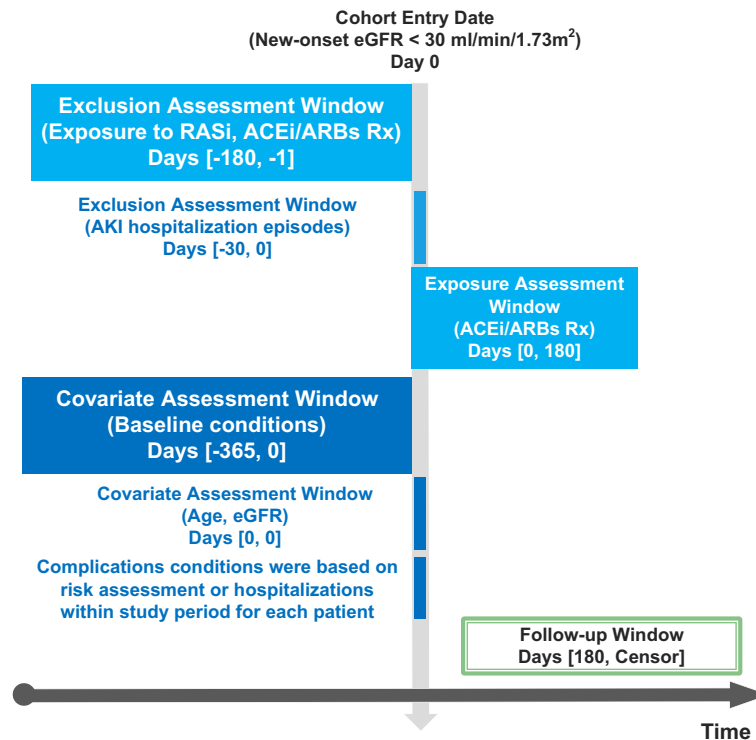 Cohort Entry Date
(New-onset eGFR < 30 ml/min/1.73m²)
Day 0
Exclusion Assessment Window
(Exposure to RASi, ACEi/ARBs Rx)
Days [-180, -1]
Exclusion Assessment Window
(AKI hospitalization episodes)
Days [-30, 0]
Exposure Assessment
Window
(ACEi/ARBs Rx)
Days [0, 180]
Covariate Assessment Window
(Baseline conditions)
Days [-365, 0]
Covariate Assessment Window
(Age, eGFR)
Days [0, 0]
Complications conditions were based on
risk assessment or hospitalizations
within study period for each patient
Follow-up Window
Days [180, Censor]
Time